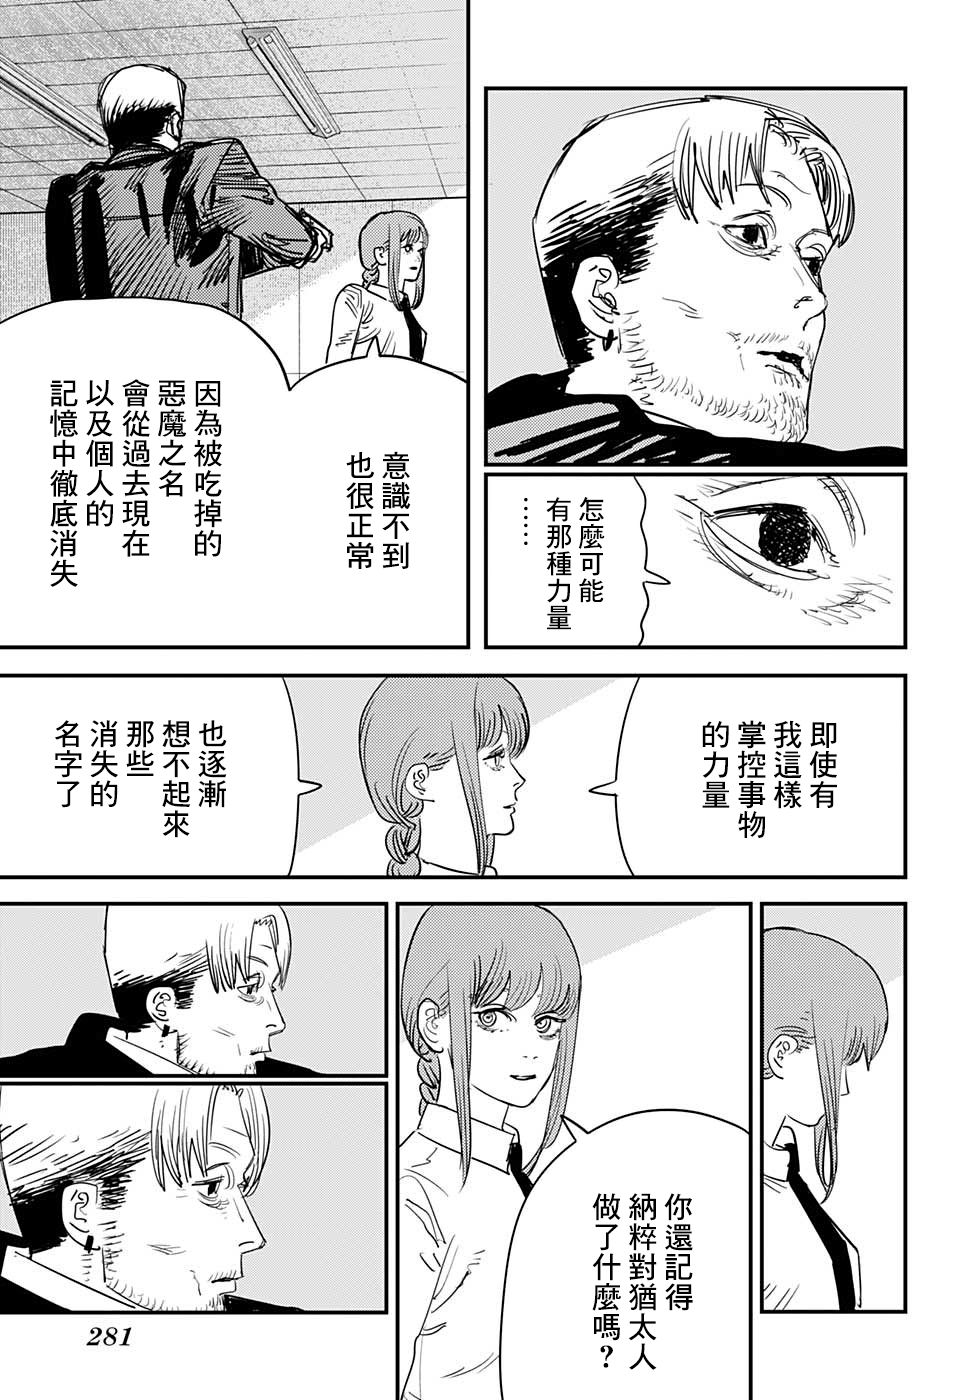 怎麼可能
有那種力量
……
意識不到
也很正常
因為被吃掉的
惡魔之名
會從過去現在
以及個人的
記憶中徹底消失
即使有
我這樣
掌控事物
的力量
也逐漸
想不起來
那些
消失的
名字了
你還記得
納粹對猶太人
做了什麼嗎?
281